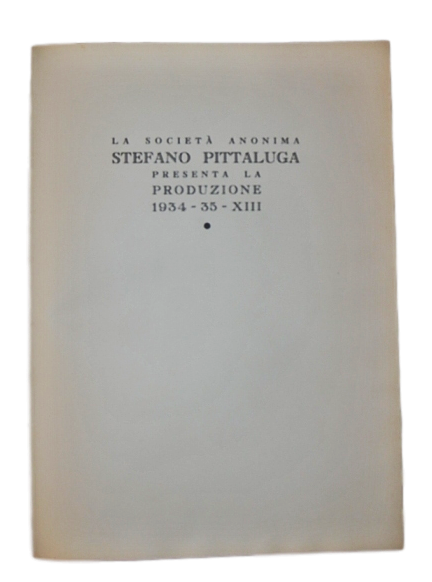 LA SOCIETÀ ANONIMA
STEFANO PITTALUGA
PRESENTA LA
PRODUZIONE
1934 - 35 - XIII